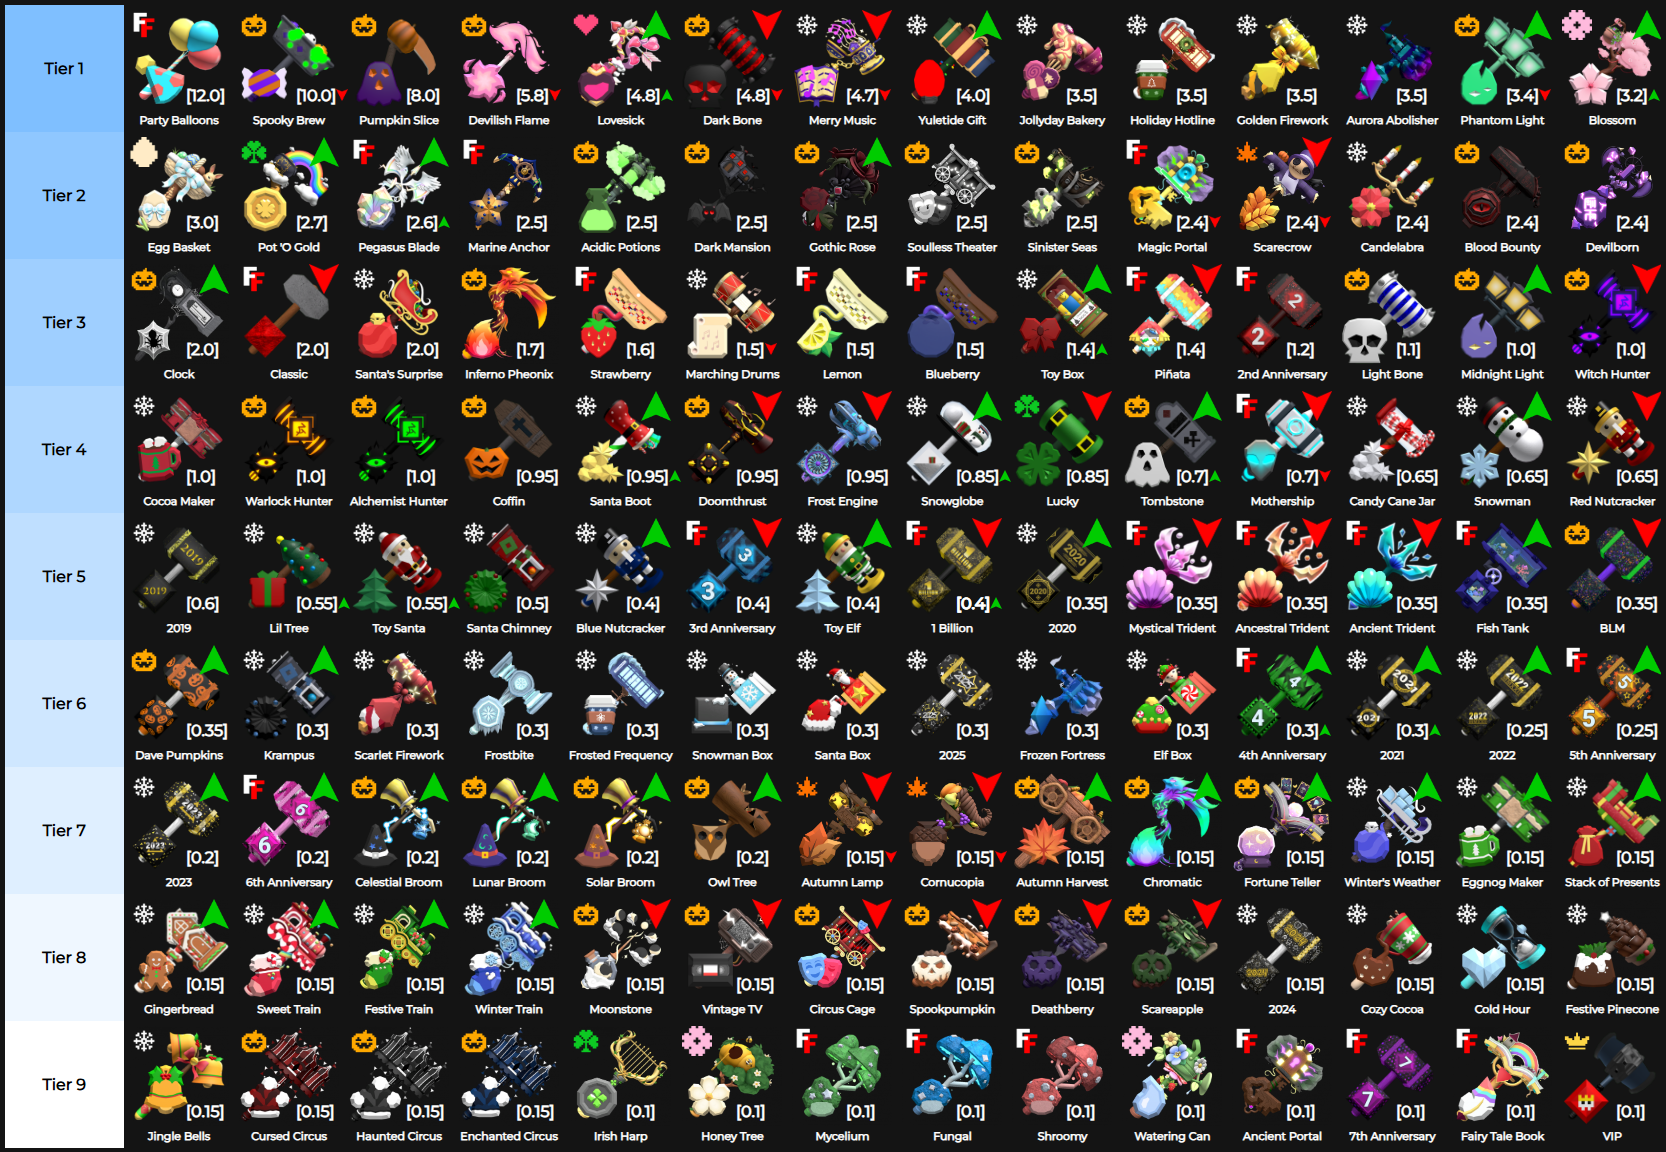 Tier 1
[12.0] [10.0] [8.0] [5.8] [4.8] [4.8] [4.7] [4.0] [3.5] [3.5] [3.5] [3.5] [3.4] [3.2]
Party Balloons Spooky Brew Pumpkin Slice Devilish Flame Lovesick Dark Bone Merry Music Yuletide Gift Jollyday Bakery Holiday Hotline Golden Firework Aurora Abolisher Phantom Light Blossom
Tier 2
[3.0] [2.7] [2.6] [2.5] [2.5] [2.5] [2.5] [2.5] [2.5] [2.4] [2.4] [2.4] [2.4] [2.4]
Egg Basket Pot 'O Gold Pegasus Blade Marine Anchor Acidic Potions Dark Mansion Gothic Rose Soulless Theater Sinister Seas Magic Portal Scarecrow Candelabra Blood Bounty Devilborn
Tier 3
[2.0] [2.0] [2.0] [1.7] [1.6] [1.5] [1.5] [1.5] [1.4] [1.4] [1.2] [1.1] [1.0] [1.0]
Clock Classic Santa's Surprise Inferno Pheonix Strawberry Marching Drums Lemon Blueberry Toy Box Piñata 2nd Anniversary Light Bone Midnight Light Witch Hunter
Tier 4
[1.0] [1.0] [1.0] [0.95] [0.95] [0.95] [0.95] [0.85] [0.85] [0.7] [0.7] [0.65] [0.65] [0.65]
Cocoa Maker Warlock Hunter Alchemist Hunter Coffin Santa Boot Doomthrust Frost Engine Snowglobe Lucky Tombstone Mothership Candy Cane Jar Snowman Red Nutcracker
Tier 5
[0.6] [0.55] [0.55] [0.5] [0.4] [0.4] [0.4] [0.4] [0.35] [0.35] [0.35] [0.35] [0.35] [0.35]
2019 Lil Tree Toy Santa Santa Chimney Blue Nutcracker 3rd Anniversary Toy Elf 1 Billion 2020 Mystical Trident Ancestral Trident Ancient Trident Fish Tank BLM
Tier 6
[0.35] [0.3] [0.3] [0.3] [0.3] [0.3] [0.3] [0.3] [0.3] [0.3] [0.3] [0.3] [0.25] [0.25]
Dave Pumpkins Krampus Scarlet Firework Frostbite Frosted Frequency Snowman Box Santa Box 2025 Frozen Fortress Elf Box 4th Anniversary 2021 2022 5th Anniversary
Tier 7
[0.2] [0.2] [0.2] [0.2] [0.2] [0.2] [0.15] [0.15] [0.15] [0.15] [0.15] [0.15] [0.15] [0.15]
2023 6th Anniversary Celestial Broom Lunar Broom Solar Broom Owl Tree Autumn Lamp Cornucopia Autumn Harvest Chromatic Fortune Teller Winter's Weather Eggnog Maker Stack of Presents
Tier 8
[0.15] [0.15] [0.15] [0.15] [0.15] [0.15] [0.15] [0.15] [0.15] [0.15] [0.15] [0.15] [0.15] [0.15]
Gingerbread Sweet Train Festive Train Winter Train Moonstone Vintage TV Circus Cage Spookpumpkin Deathberry Scareapple 2024 Cozy Cocoa Cold Hour Festive Pinecone
Tier 9
[0.15] [0.15] [0.15] [0.15] [0.1] [0.1] [0.1] [0.1] [0.1] [0.1] [0.1] [0.1] [0.1] [0.1]
Jingle Bells Cursed Circus Haunted Circus Enchanted Circus Irish Harp Honey Tree Mycelium Fungal Shroomy Watering Can Ancient Portal 7th Anniversary Fairy Tale Book VIP